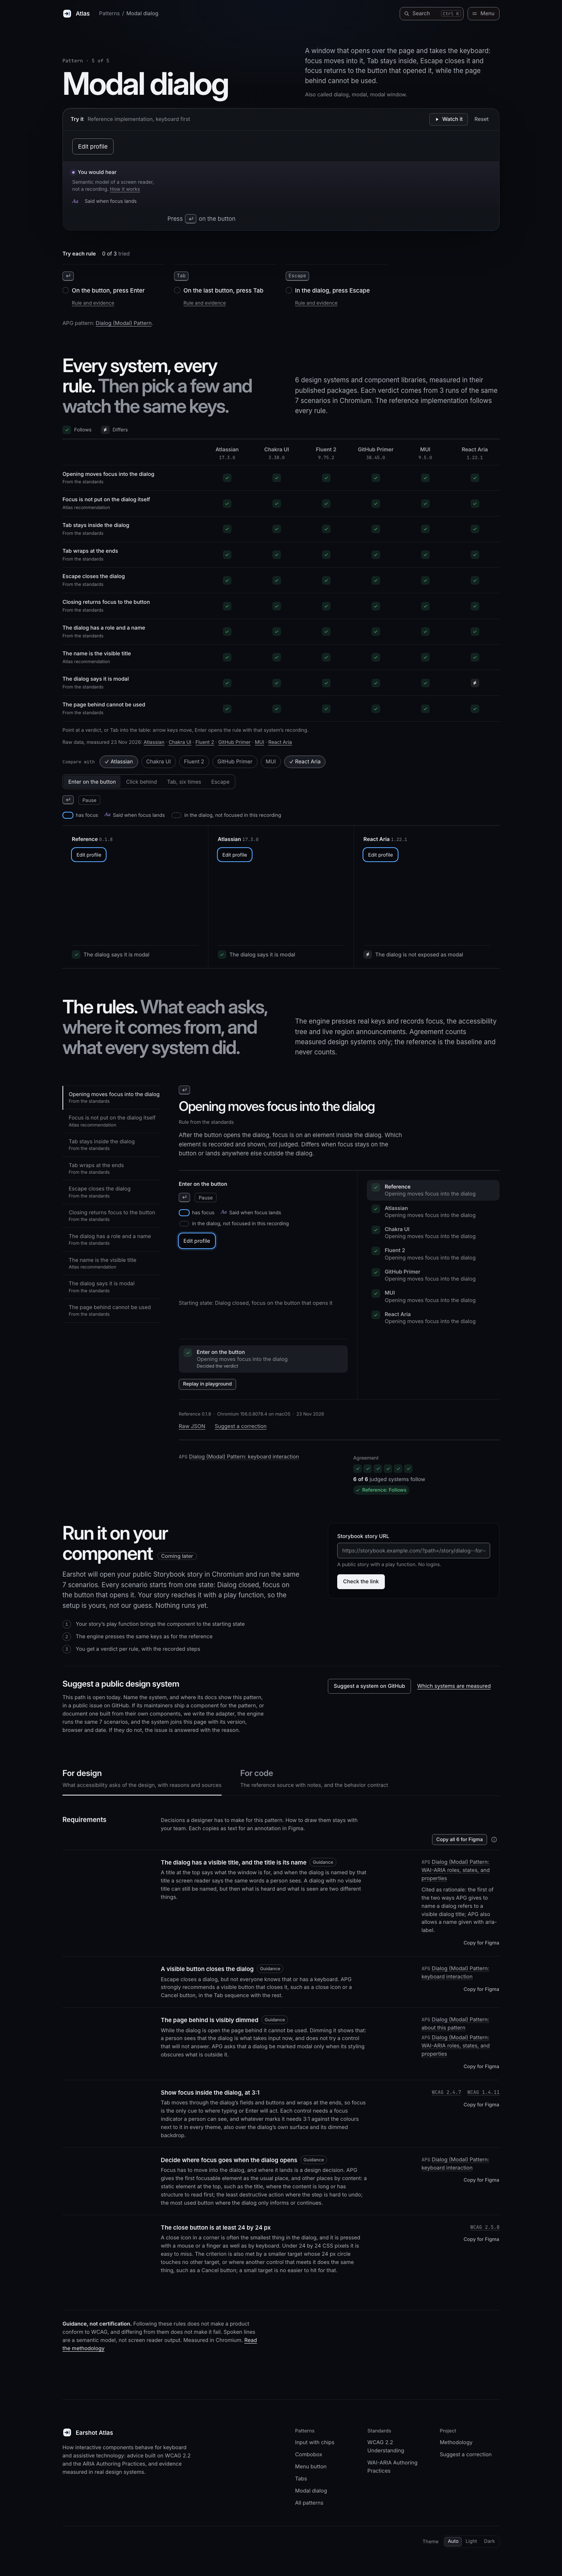 Atlas
Patterns / Modal dialog
Search Ctrl K
Menu
Pattern · 5 of 5
Modal dialog
A window that opens over the page and takes the keyboard:
focus moves into it, Tab stays inside, Escape closes it and
focus returns to the button that opened it, while the page
behind cannot be used.
Also called dialog, modal, modal window.
Try it Reference implementation, keyboard first
Watch it
Reset
Edit profile
You would hear
Semantic model of a screen reader,
not a recording. How it works
Aa Said when focus lands
Press ↵ on the button
Try each rule 0 of 3 tried
↵
On the button, press Enter
Rule and evidence
Tab
On the last button, press Tab
Rule and evidence
Escape
In the dialog, press Escape
Rule and evidence
APG pattern: Dialog (Modal) Pattern.
Every system, every
rule. Then pick a few and
watch the same keys.
6 design systems and component libraries, measured in their
published packages. Each verdict comes from 3 runs of the same
7 scenarios in Chromium. The reference implementation follows
every rule.
Follows
Differs
Atlassian Chakra UI Fluent 2 GitHub Primer MUI React Aria
17.3.0 3.38.0 9.75.2 38.45.0 9.5.0 1.22.1
Opening moves focus into the dialog
From the standards
Focus is not put on the dialog itself
Atlas recommendation
Tab stays inside the dialog
From the standards
Tab wraps at the ends
From the standards
Escape closes the dialog
From the standards
Closing returns focus to the button
From the standards
The dialog has a role and a name
From the standards
The name is the visible title
Atlas recommendation
The dialog says it is modal
From the standards
The page behind cannot be used
From the standards
Point at a verdict, or Tab into the table: arrow keys move, Enter opens the rule with that system's recording
Raw data, measured 23 Nov 2026: Atlassian · Chakra UI · Fluent 2 · GitHub Primer · MUI · React Aria
Compare with Atlassian Chakra UI Fluent 2 GitHub Primer MUI React Aria
Enter on the button Click behind Tab, six times Escape
↵ Pause
has focus Aa Said when focus lands In the dialog, not focused in this recording
Reference 0.1.8
Edit profile
The dialog says it is modal
Atlassian 17.3.0
Edit profile
The dialog says it is modal
React Aria 1.22.1
Edit profile
The dialog is not exposed as modal
The rules. What each asks,
where it comes from, and
what every system did.
The engine presses real keys and records focus, the accessibility
tree and live region announcements. Agreement counts
measured design systems only; the reference is the baseline and
never counts.
Opening moves focus into the dialog
From the standards
Focus is not put on the dialog itself
Atlas recommendation
Tab stays inside the dialog
From the standards
Tab wraps at the ends
From the standards
Escape closes the dialog
From the standards
Closing returns focus to the button
From the standards
The dialog has a role and a name
From the standards
The name is the visible title
Atlas recommendation
The dialog says it is modal
From the standards
The page behind cannot be used
From the standards
↵
Opening moves focus into the dialog
Rule from the standards
After the button opens the dialog, focus is on an element inside the dialog. Which
element is recorded and shown, not judged. Differs when focus stays on the
button or lands anywhere else outside the dialog.
Enter on the button
↵ Pause
has focus Aa Said when focus lands
In the dialog, not focused in this recording
Edit profile
Starting state: Dialog closed, focus on the button that opens it
Enter on the button
Opening moves focus into the dialog
Decided the verdict
Replay in playground
Reference
Opening moves focus into the dialog
Atlassian
Opening moves focus into the dialog
Chakra UI
Opening moves focus into the dialog
Fluent 2
Opening moves focus into the dialog
GitHub Primer
Opening moves focus into the dialog
MUI
Opening moves focus into the dialog
React Aria
Opening moves focus into the dialog
Raw JSON Suggest a correction
APG Dialog (Modal) Pattern: keyboard interaction
Agreement
6 of 6 judged systems follow
Reference: Follows
Run it on your
component Coming later
Earshot will open your public Storybook story in Chromium and run the same
7 scenarios. Every scenario starts from one state: Dialog closed, focus on
the button that opens it. Your story reaches it with a play function, so the
setup is yours, not our guess. Nothing runs yet.
1 Your story's play function brings the component to the starting state
2 The engine presses the same keys as for the reference
3 You get a verdict per rule, with the recorded steps
Storybook story URL
https://storybook.example.com/?path=/story/dialog--for-
A public story with a play function. No logins.
Check the link
Suggest a public design system
This path is open today. Name the system, and where its docs show this pattern,
in a public issue on GitHub. If its maintainers ship a component for the pattern, or
document one built from their own components, we write the adapter, the engine
runs the same 7 scenarios, and the system joins this page with its version,
browser and date. If they do not, the issue is answered with the reason.
Suggest a system on GitHub
Which systems are measured
For design
What accessibility asks of the design, with reasons and sources
For code
The reference source with notes, and the behavior contract
Requirements
Decisions a designer has to make for this pattern. How to draw them stays with
your team. Each copies as text for an annotation in Figma.
Copy all 6 for Figma
The dialog has a visible title, and the title is its name Guidance
A title at the top says what the window is for, and when the dialog is named by that
title a screen reader says the same words a person sees. A dialog with no visible
title can still be named, but then what is heard and what is seen are two different
things.
APG Dialog (Modal) Pattern:
WAI-ARIA roles, states, and
properties
Cited as rationale: the first of
the two ways APG gives to
name a dialog refers to a
visible dialog title; APG also
allows a name given with aria-
label.
Copy for Figma
A visible button closes the dialog Guidance
Escape closes a dialog, but not everyone knows that or has a keyboard. APG
strongly recommends a visible button that closes it, such as a close icon or a
Cancel button, in the Tab sequence with the rest.
APG Dialog (Modal) Pattern:
keyboard interaction
Copy for Figma
The page behind is visibly dimmed Guidance
While the dialog is open the page behind it cannot be used. Dimming it shows that:
a person sees that the dialog is what takes input now, and does not try a control
that will not answer. APG asks that a dialog be marked modal only when its styling
obscures what is outside it.
APG Dialog (Modal) Pattern:
about this pattern
APG Dialog (Modal) Pattern:
WAI-ARIA roles, states, and
properties
Copy for Figma
Show focus inside the dialog, at 3:1
Tab moves through the dialog's fields and buttons and wraps at the ends, so focus
is the only cue to where typing or Enter will act. Each control needs a focus
indicator a person can see, and whatever marks it needs 3:1 against the colours
next to it in every theme, also over the dialog's own surface and its dimmed
backdrop.
WCAG 2.4.7 WCAG 1.4.11
Copy for Figma
Decide where focus goes when the dialog opens Guidance
Focus has to move into the dialog, and where it lands is a design decision. APG
gives the first focusable element as the usual place, and other places by content: a
static element at the top, such as the title, where the content is long or has
structure to read first; the least destructive action where the step is hard to undo;
the most used button where the dialog only informs or continues.
APG Dialog (Modal) Pattern:
keyboard interaction
Copy for Figma
The close button is at least 24 by 24 px
A close icon in a corner is often the smallest thing in the dialog, and it is pressed
with a mouse or a finger as well as by keyboard. Under 24 by 24 CSS pixels it is
easy to miss. The criterion is also met by a smaller target whose 24 px circle
touches no other target, or where another control that meets it does the same
thing, such as a Cancel button; a small target is no easier to hit for that.
WCAG 2.5.8
Copy for Figma
Guidance, not certification. Following these rules does not make a product
conform to WCAG, and differing from them does not make it fail. Spoken lines
are a semantic model, not screen reader output. Measured in Chromium. Read
the methodology
Earshot Atlas
How interactive components behave for keyboard
and assistive technology: advice built on WCAG 2.2
and the ARIA Authoring Practices, and evidence
measured in real design systems.
Patterns
Input with chips
Combobox
Menu button
Tabs
Modal dialog
All patterns
Standards
WCAG 2.2
Understanding
WAI-ARIA Authoring
Practices
Project
Methodology
Suggest a correction
Theme Auto Light Dark